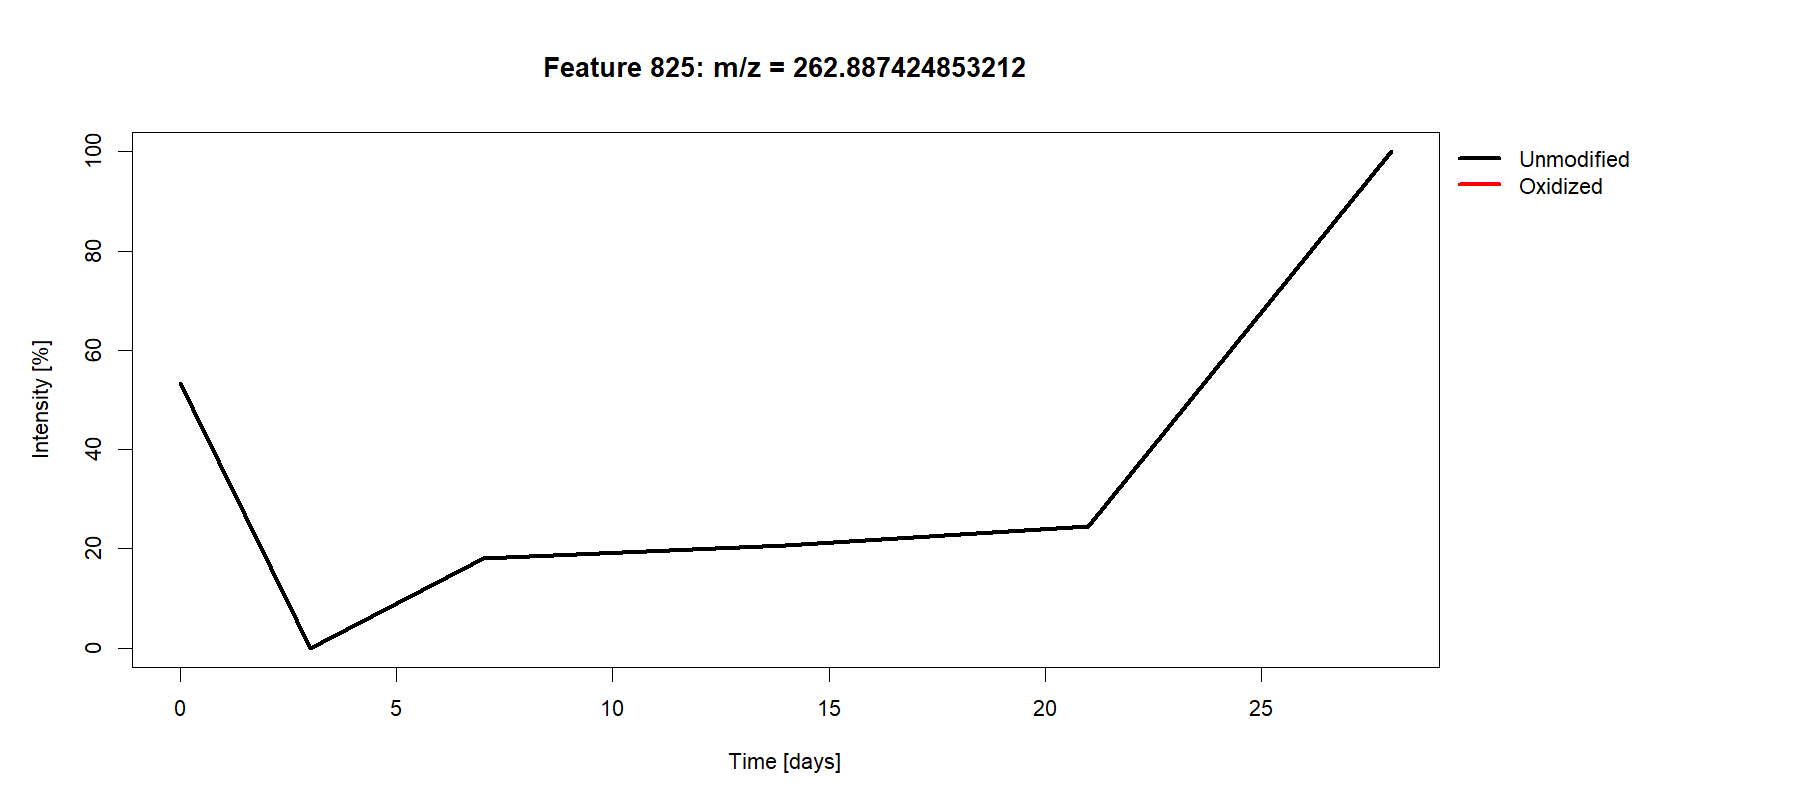 Feature 825: m/z = 262.887424853212
Unmodified
Oxidized
Intensity [%]
100
80
60
40
20
0
0 5 10 15 20 25
Time [days]